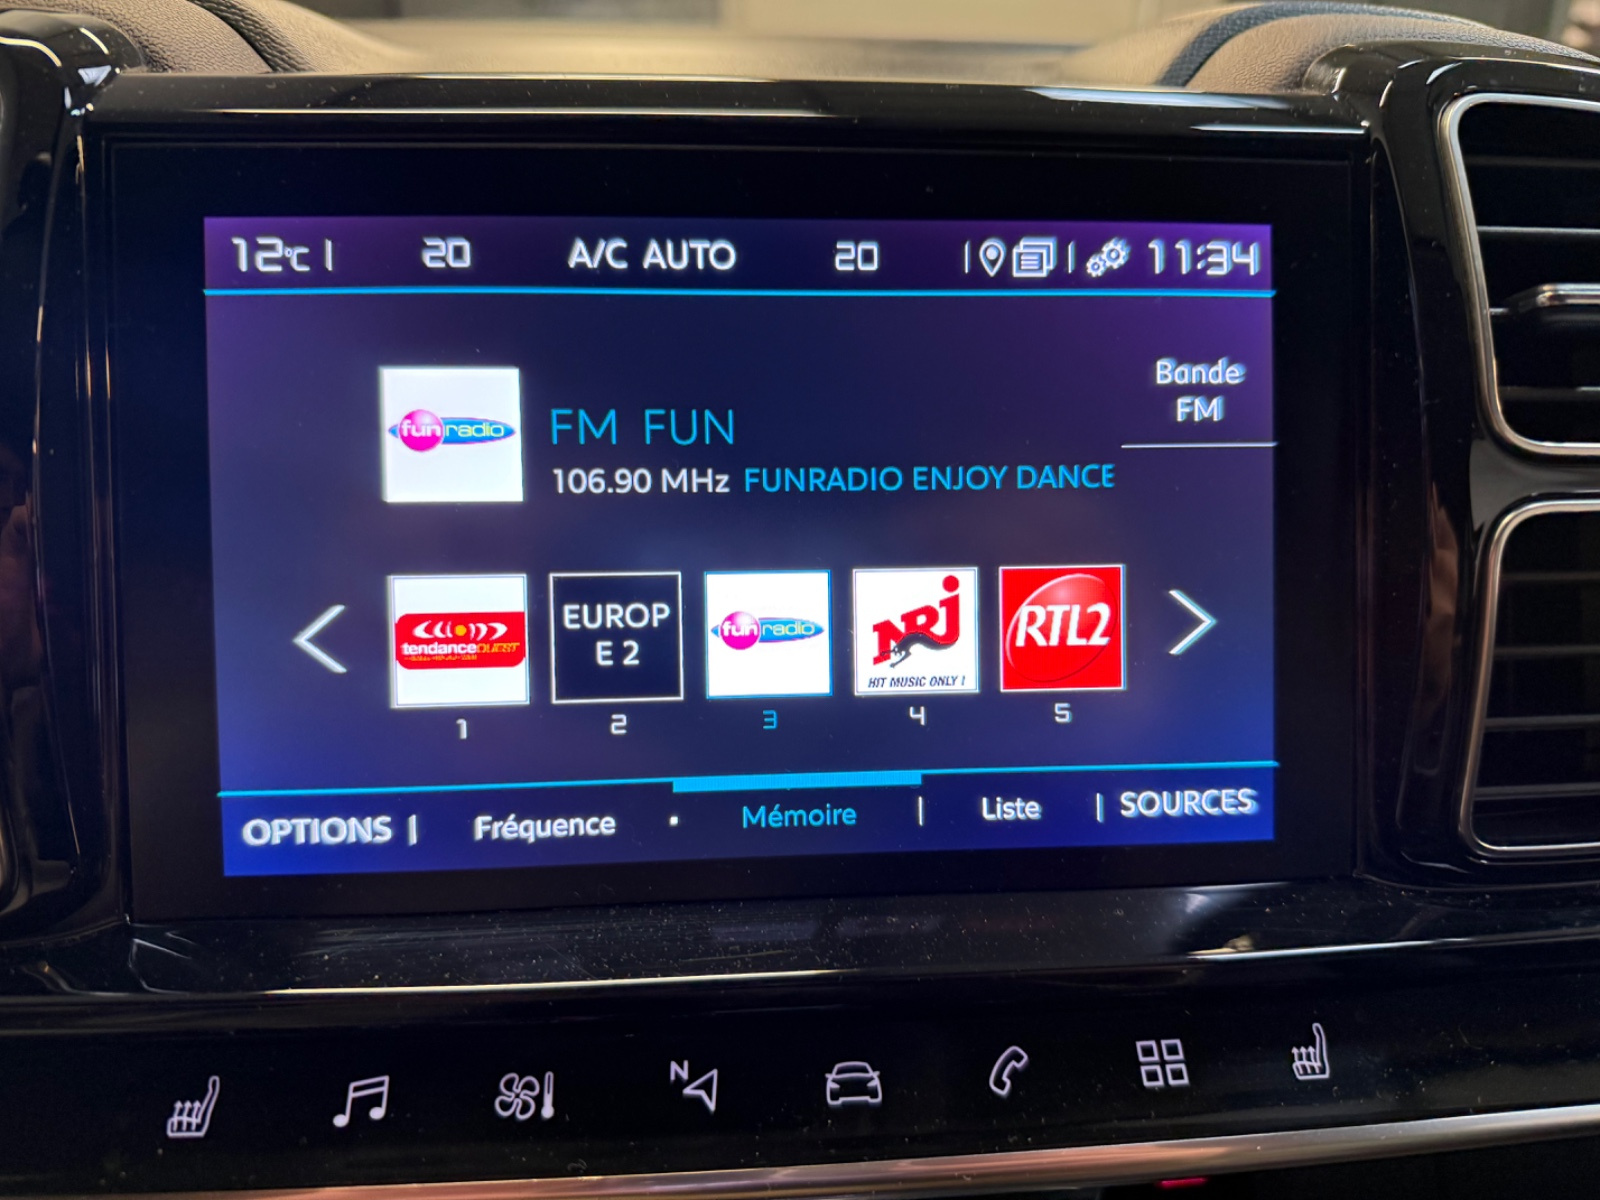 12°C
20
A/C AUTO
20
11:34
Bande
FM
fun radio
FM FUN
106.90 MHz FUNRADIO ENJOY DANCE
tendanceOUEST
EUROP
E 2
fun radio
NRJ
HIT MUSIC ONLY !
RTL2
1
2
3
4
5
OPTIONS
Fréquence
Mémoire
Liste
SOURCES
N